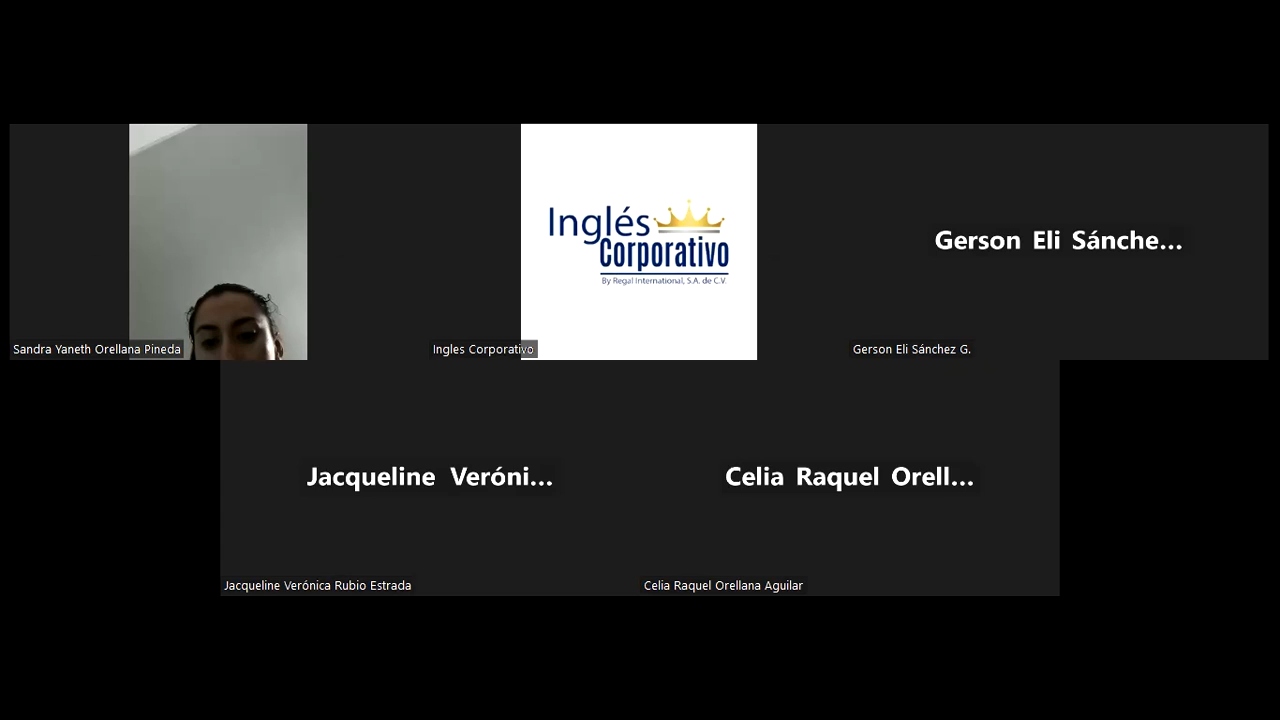 Inglés
Corporativo
By Regal International, S.A. de C.V.
Gerson Eli Sánche...
Sandra Yaneth Orellana Pineda
Ingles Corporativo
Gerson Eli Sánchez G.
Jacqueline Veróni...
Celia Raquel Orell...
Jacqueline Verónica Rubio Estrada
Celia Raquel Orellana Aguilar